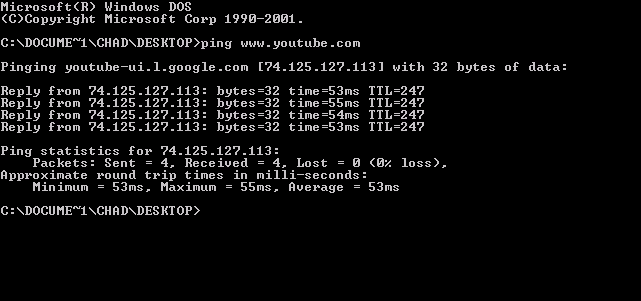 Microsoft(R) Windows DOS
(C)Copyright Microsoft Corp 1990-2001.
C:\DOCUME~1\CHAD\DESKTOP>ping www.youtube.com
Pinging youtube-ui.l.google.com [74.125.127.113] with 32 bytes of data:
Reply from 74.125.127.113: bytes=32 time=53ms TTL=247
Reply from 74.125.127.113: bytes=32 time=55ms TTL=247
Reply from 74.125.127.113: bytes=32 time=54ms TTL=247
Reply from 74.125.127.113: bytes=32 time=53ms TTL=247
Ping statistics for 74.125.127.113:
    Packets: Sent = 4, Received = 4, Lost = 0 (0% loss),
Approximate round trip times in milli-seconds:
    Minimum = 53ms, Maximum = 55ms, Average = 53ms
C:\DOCUME~1\CHAD\DESKTOP>